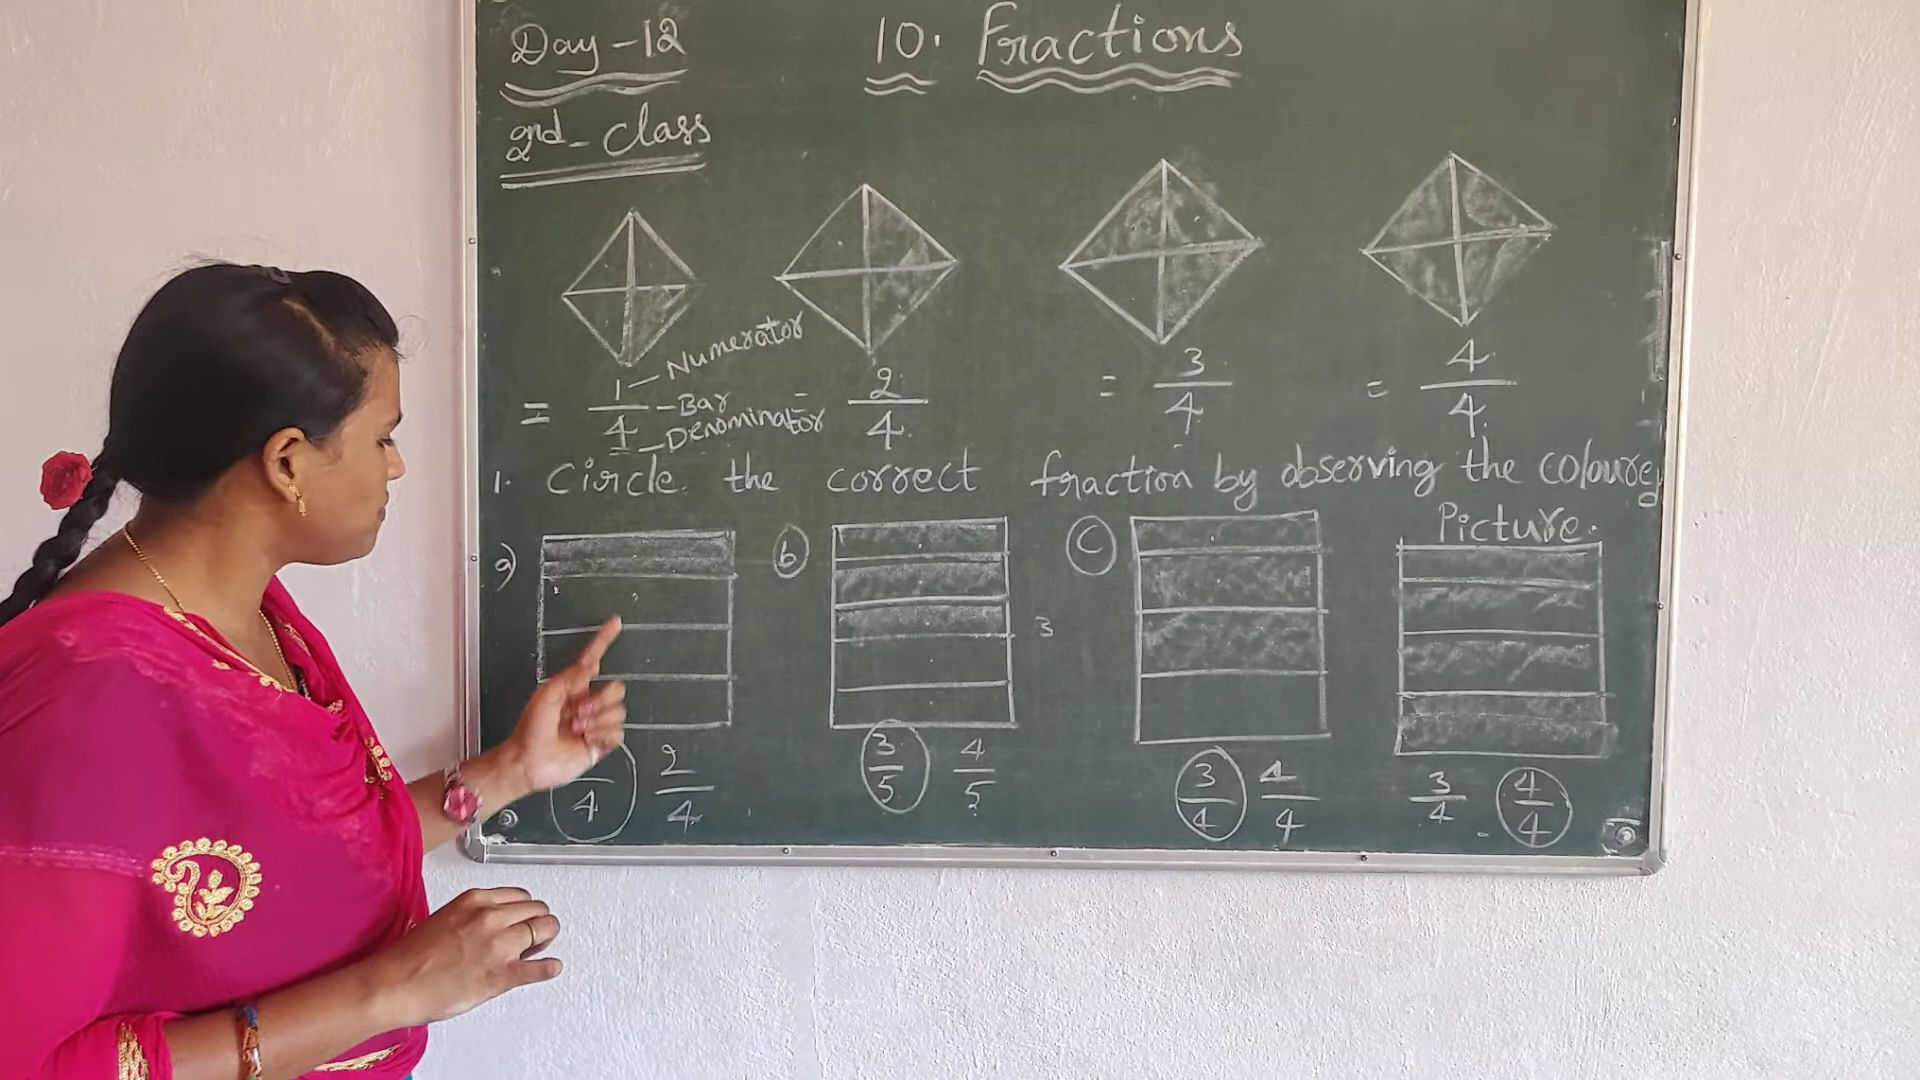 Day-12
10. Fractions
2nd- class
= 1/4 - Numerator
- Bar
- Denominator
= 2/4
= 3/4
= 4/4
1. Circle the correct fraction by observing the coloured
Picture.
a)
b
c
3
4 2/4
3/5 4/5
3/4 4/4
3/4 4/4